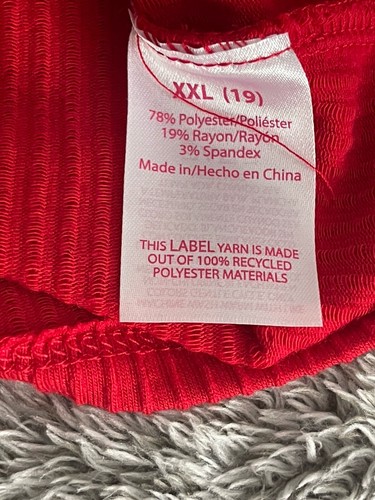 XXL (19)
78% Polyester/Poliéster
19% Rayon/Rayón
3% Spandex
Made in/Hecho en China
THIS LABEL YARN IS MADE
OUT OF 100% RECYCLED
POLYESTER MATERIALS